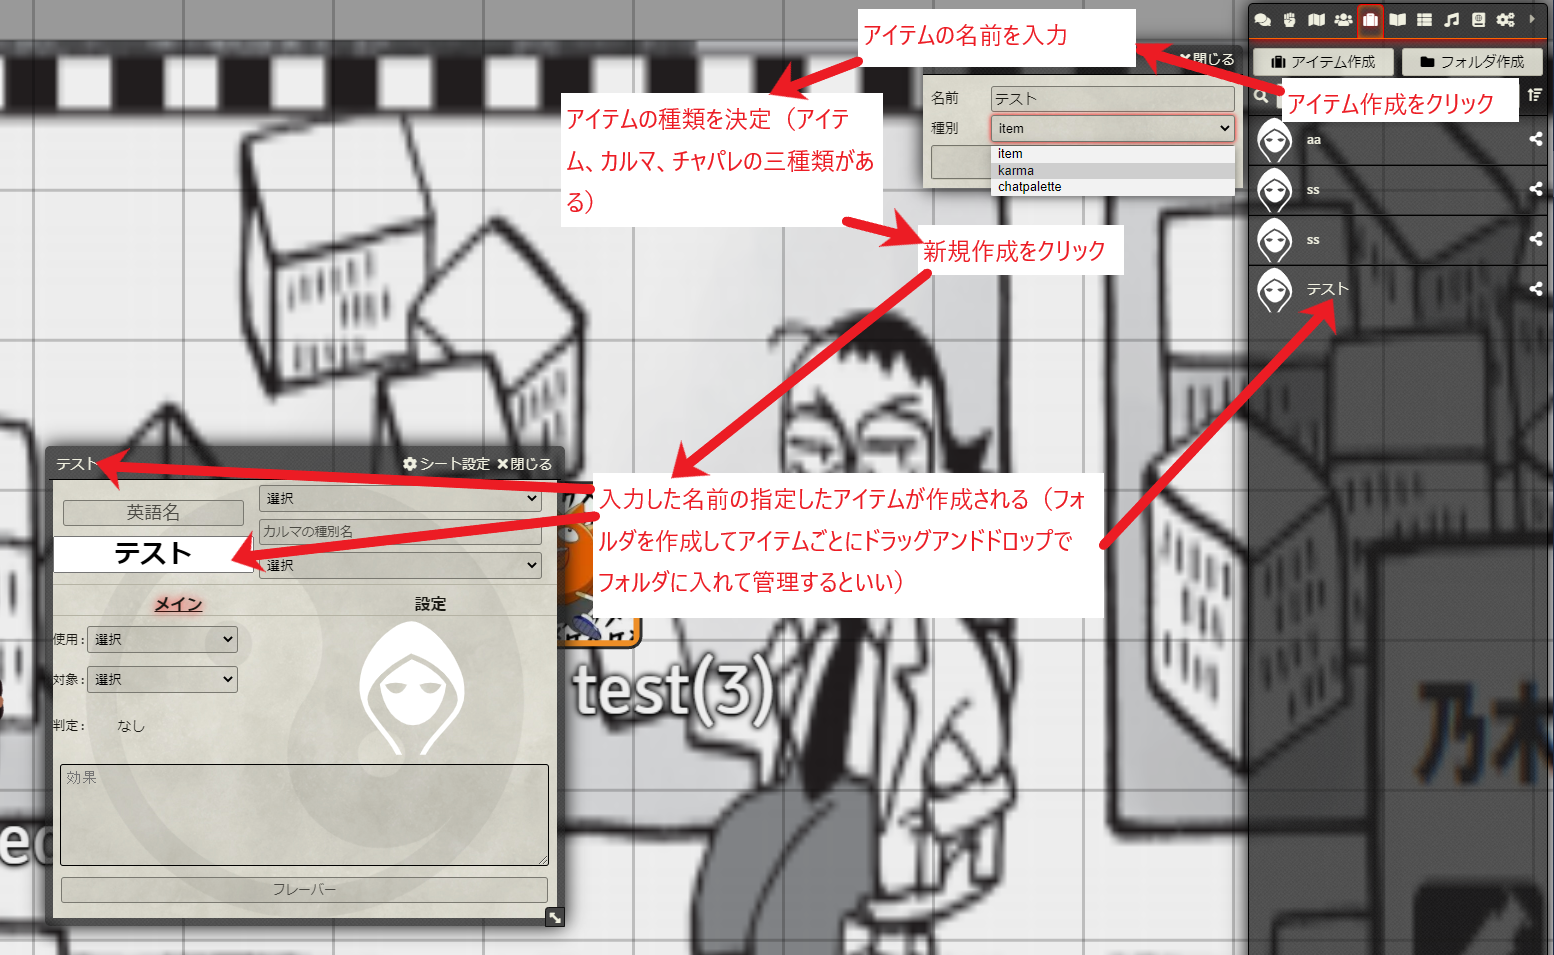 アイテムの名前を入力
閉じる
アイテム作成
フォルダ作成
名前
テスト
アイテム作成をクリック
アイテムの種類を決定（アイテ
ム、カルマ、チャパレの三種類があ
る）
種別
item
item
karma
chatpalette
aa
ss
ss
テスト
新規作成をクリック
テスト
シート設定
閉じる
入力した名前の指定したアイテムが作成される（フォ
ルダを作成してアイテムごとにドラッグアンドドロップで
フォルダに入れて管理するといい）
英語名
選択
カルマの種別名
テスト
選択
メイン
設定
使用:
選択
対象:
選択
判定:
なし
test(3)
乃木
効果
フレーバー